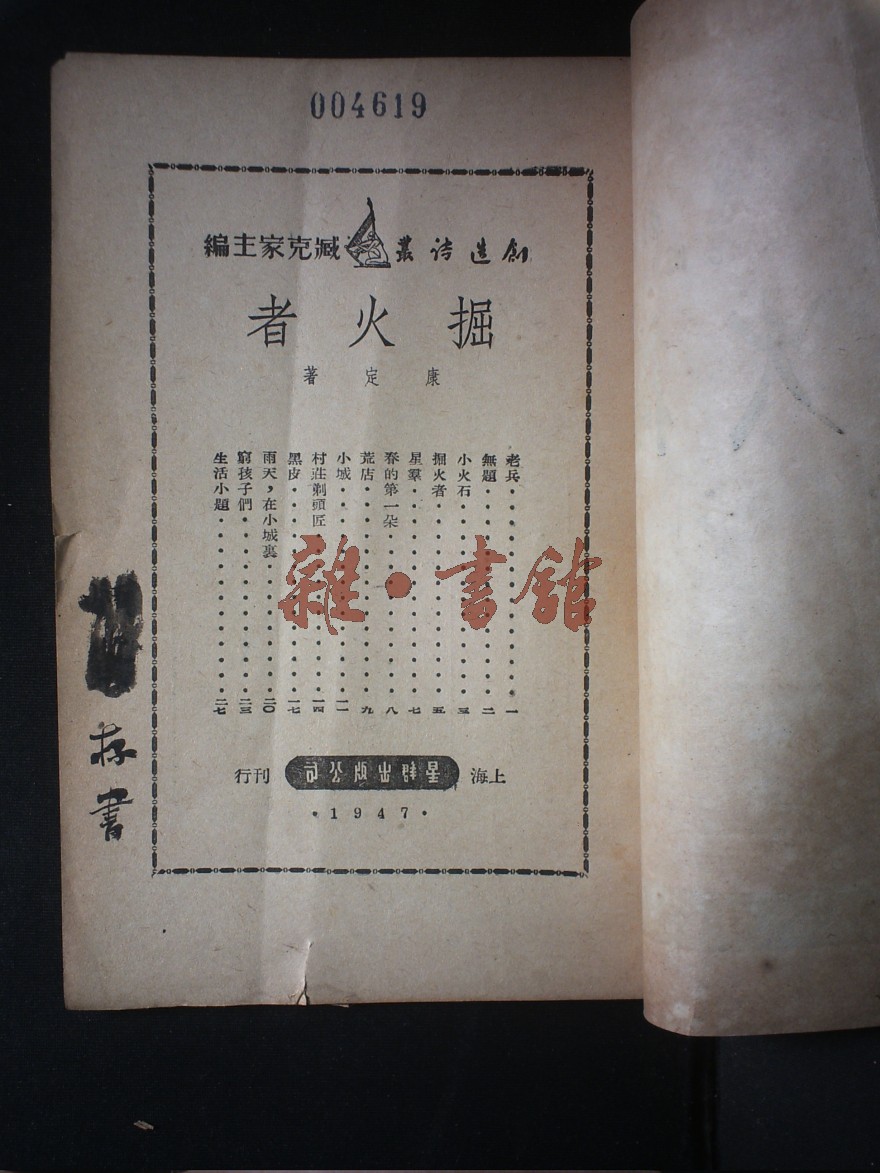 004619
創造詩叢 臧克家主編
掘火者
康定著
老兵·················一
無題·················二
小火石················三
掘火者················五
星羣·················七
春的第一朵··············八
荒店·················九
小城·················一一
村莊剃頭匠··············一四
黑皮·················一七
雨天,在小城裏············二〇
窮孩子們···············二三
生活小題···············二七
上海 星群出版公司 刊行
·1947·
存書
雜·書館